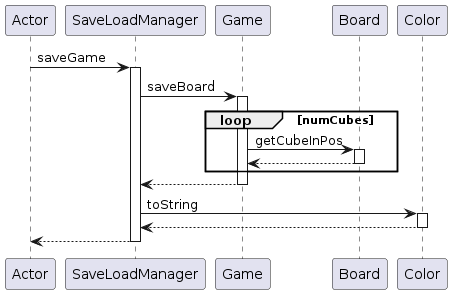 Actor SaveLoadManager Game Board Color
saveGame
saveBoard
loop [numCubes]
getCubeInPos
toString
Actor SaveLoadManager Game Board Color